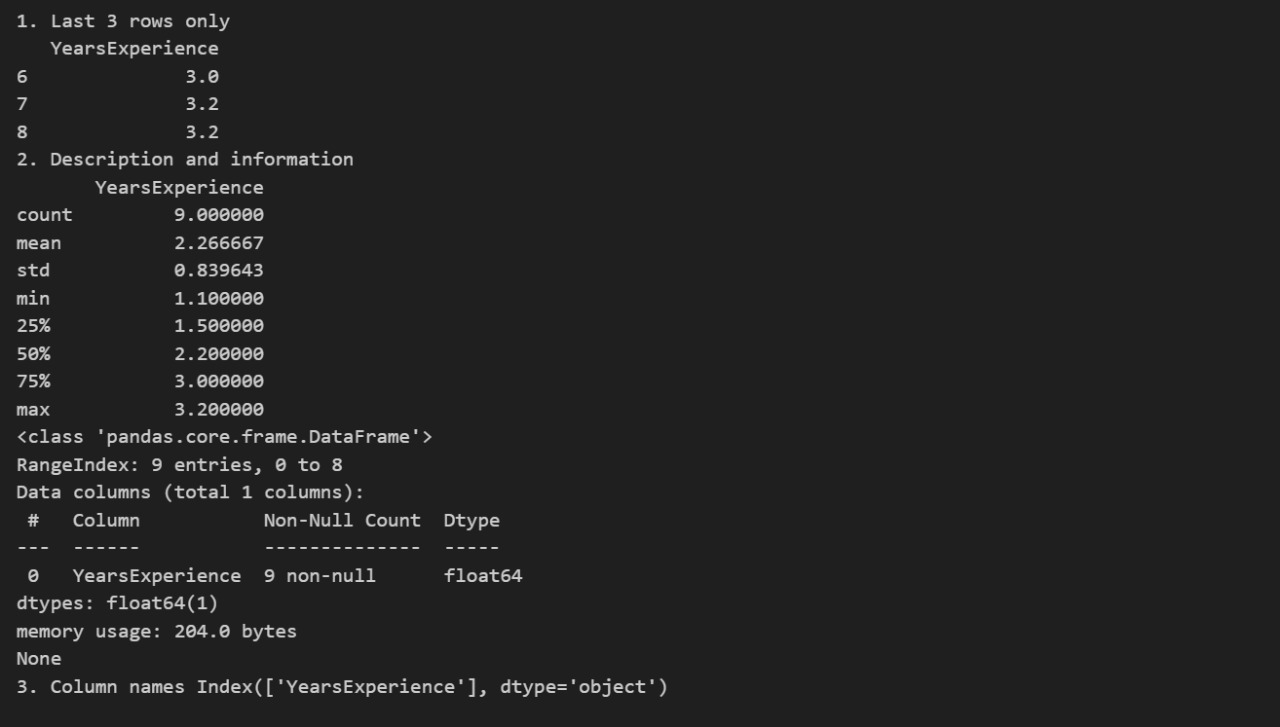 1. Last 3 rows only
   YearsExperience
6              3.0
7              3.2
8              3.2
2. Description and information
       YearsExperience
count         9.000000
mean          2.266667
std           0.839643
min           1.100000
25%           1.500000
50%           2.200000
75%           3.000000
max           3.200000
<class 'pandas.core.frame.DataFrame'>
RangeIndex: 9 entries, 0 to 8
Data columns (total 1 columns):
 #   Column           Non-Null Count  Dtype
---  ------           --------------  -----
 0   YearsExperience  9 non-null      float64
dtypes: float64(1)
memory usage: 204.0 bytes
None
3. Column names Index(['YearsExperience'], dtype='object')